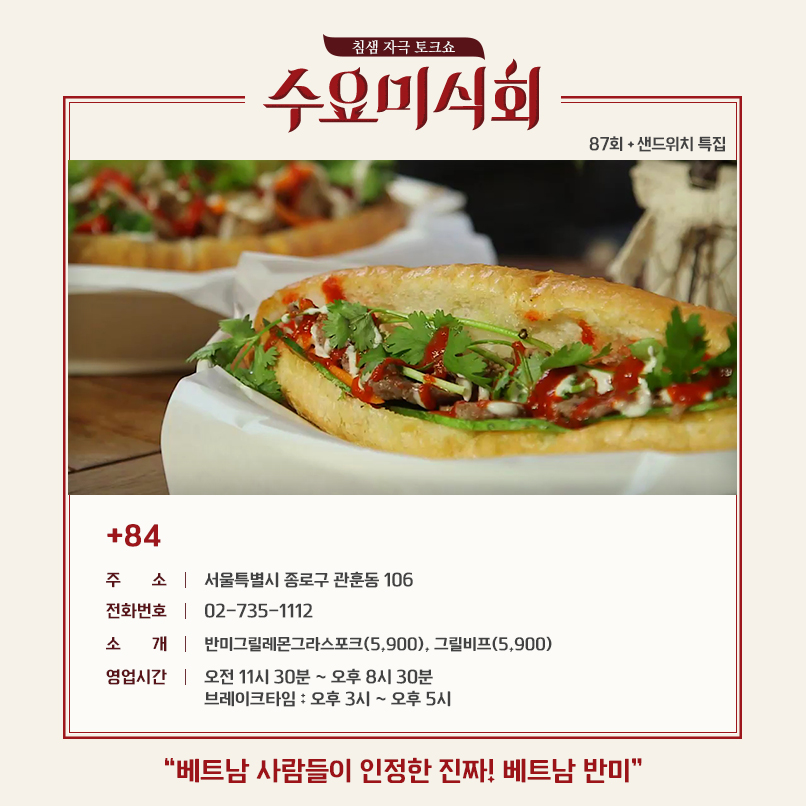 침샘 자극 토크쇼
수요미식회
87회 + 샌드위치 특집
+84
주 소 | 서울특별시 종로구 관훈동 106
전화번호 | 02-735-1112
소 개 | 반미그릴레몬그라스포크(5,900), 그릴비프(5,900)
영업시간 | 오전 11시 30분 ~ 오후 8시 30분
브레이크타임 : 오후 3시 ~ 오후 5시
“베트남 사람들이 인정한 진짜! 베트남 반미”